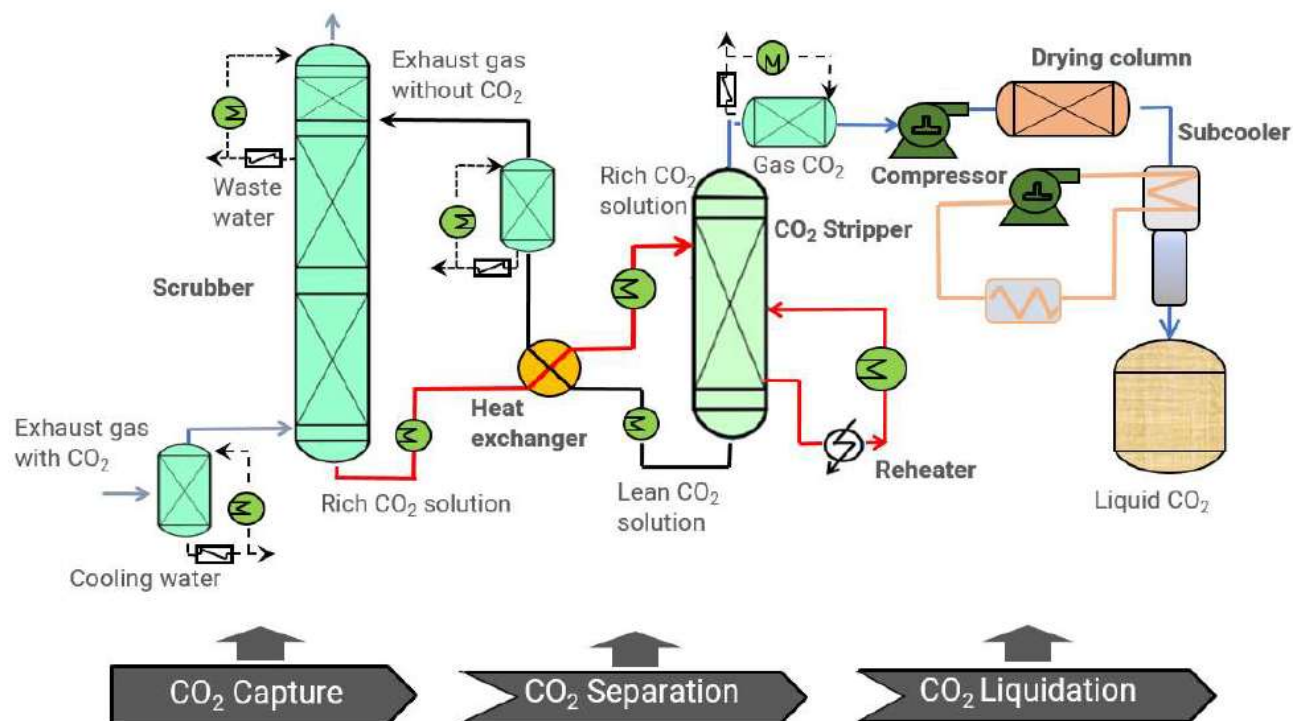 Exhaust gas
without CO₂
Drying column
Subcooler
Waste
water
Rich CO₂
solution
Gas CO₂
Compressor
CO₂ Stripper
Scrubber
Heat
exchanger
Exhaust gas
with CO₂
Rich CO₂ solution
Lean CO₂
solution
Reheater
Liquid CO₂
Cooling water
CO₂ Capture
CO₂ Separation
CO₂ Liquidation